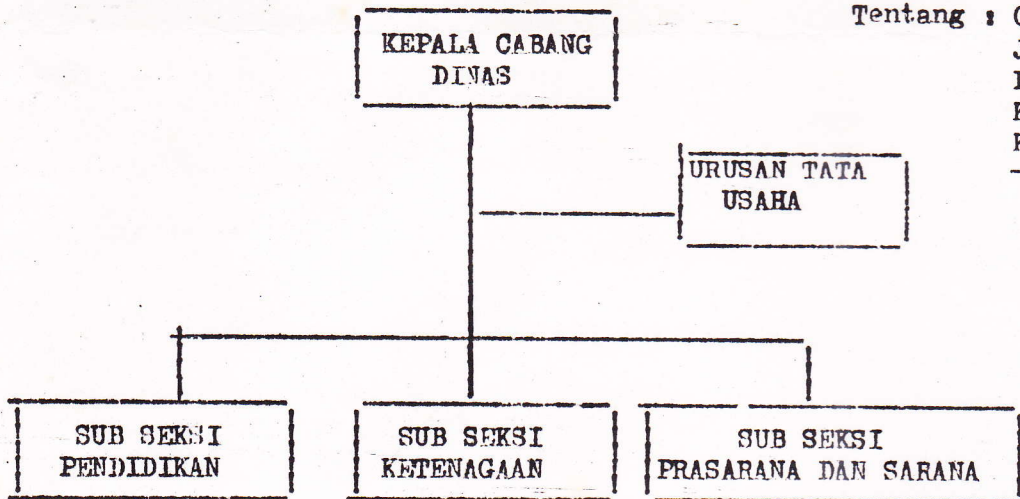 Tentang :
KEPALA CABANG
DINAS
URUSAN TATA
USAHA
SUB SEKSI
PENDIDIKAN
SUB SEKSI
KETENAGAAN
SUB SEKSI
PRASARANA DAN SARANA